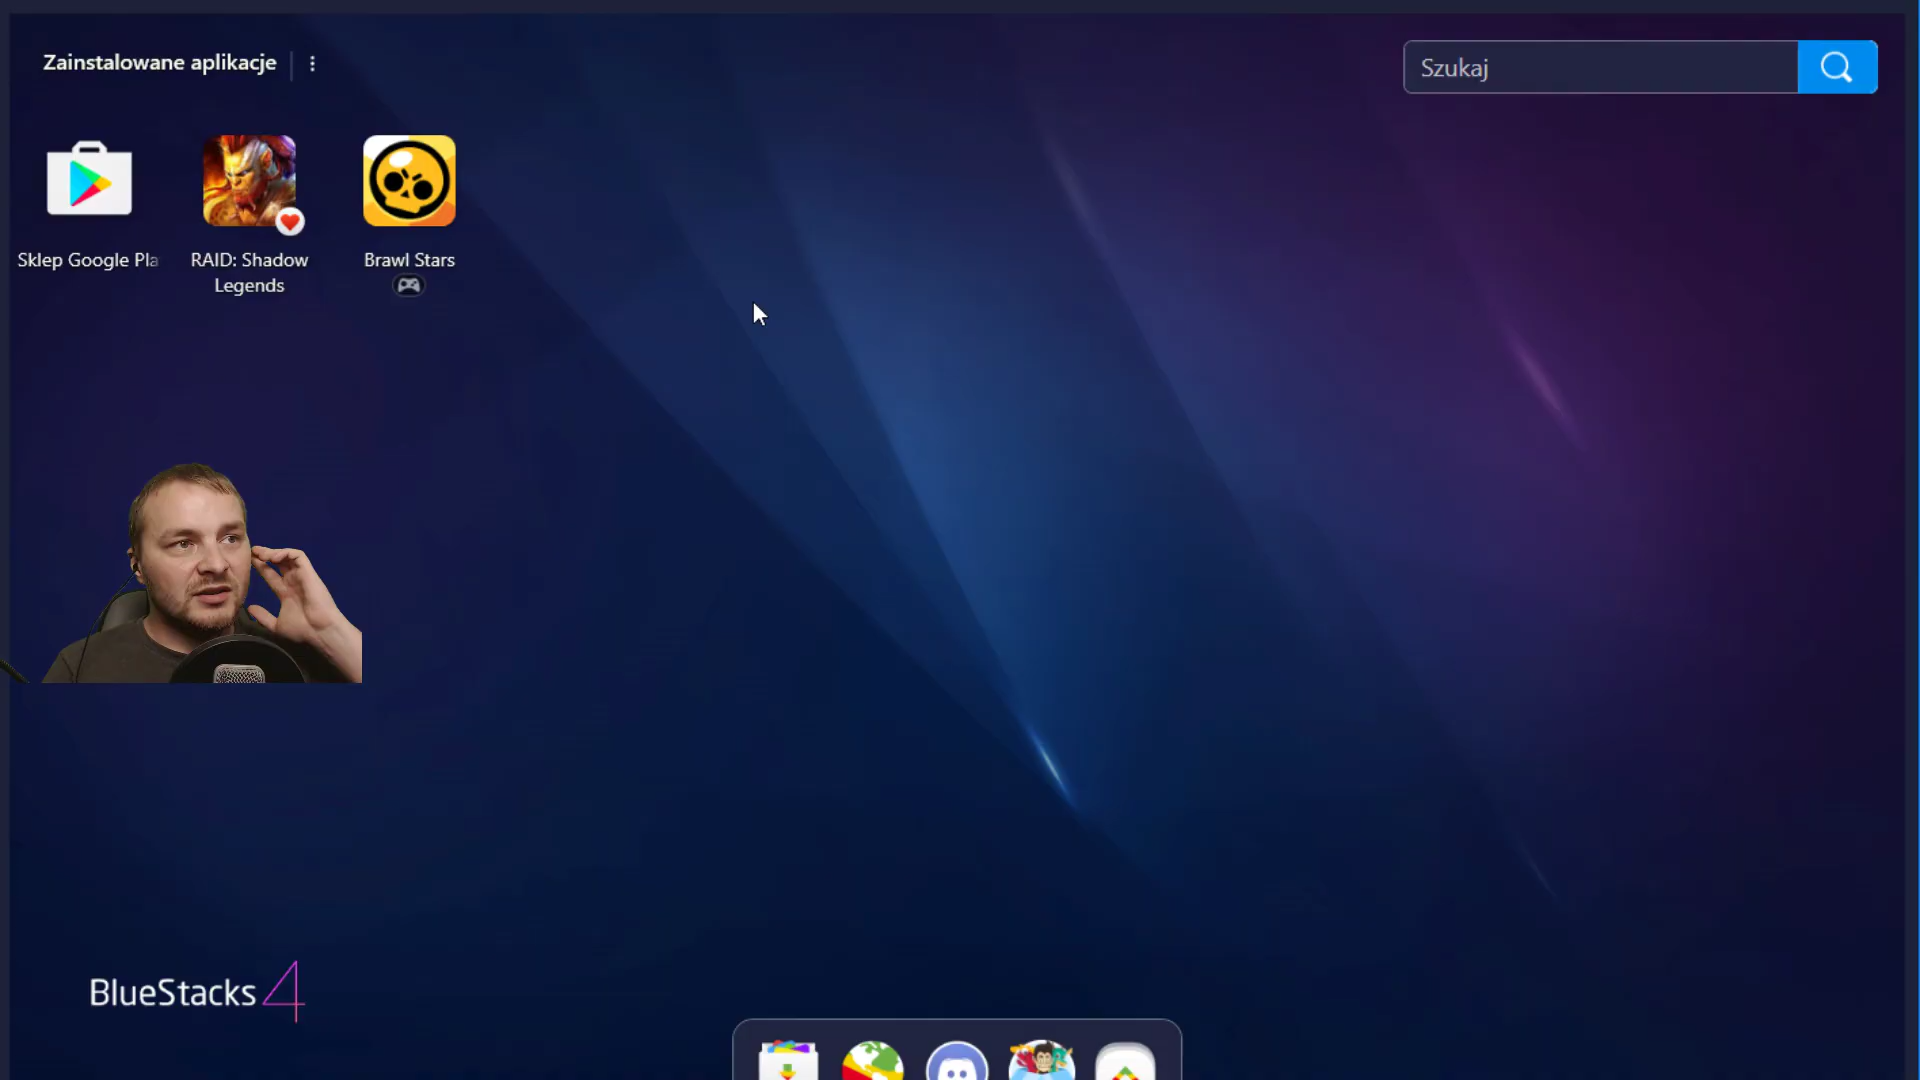 Zainstalowane aplikacje
Szukaj
Sklep Google Pla
RAID: Shadow
Legends
Brawl Stars
BlueStacks 4